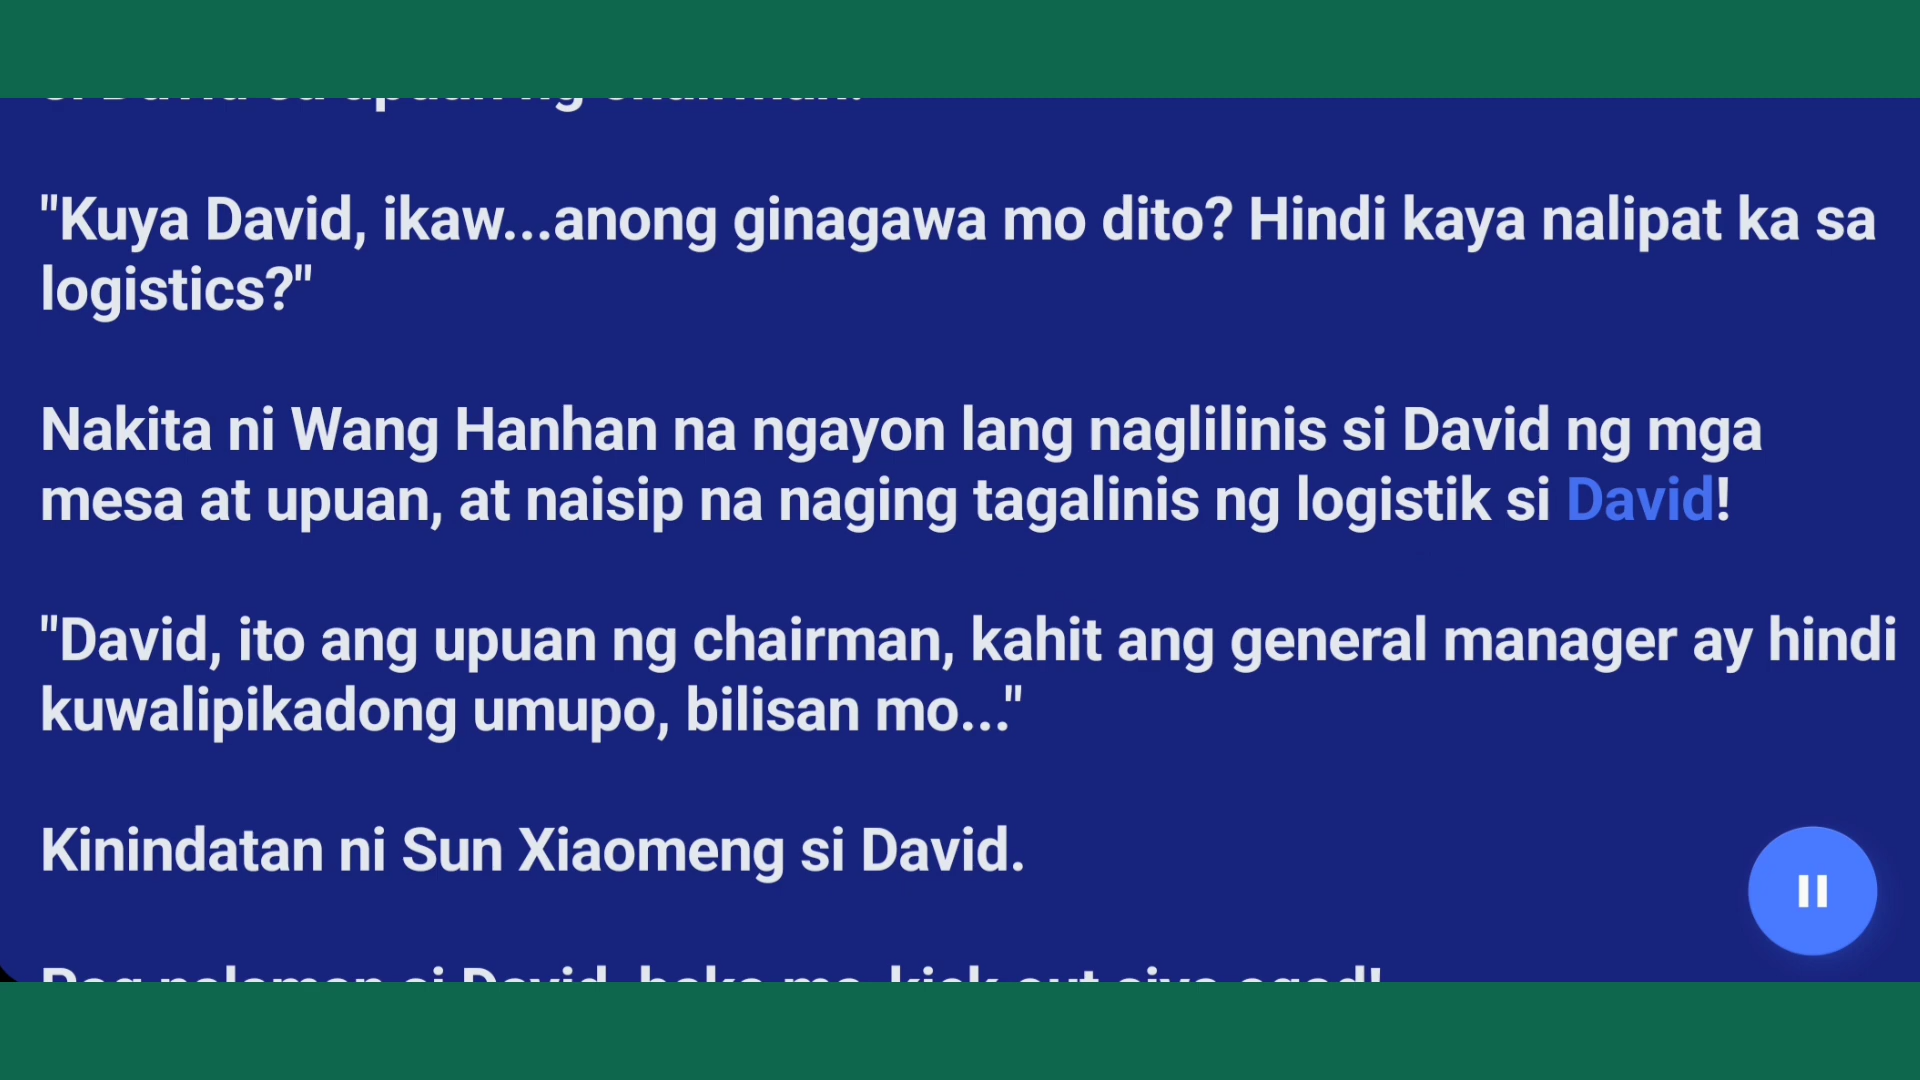 "Kuya David, ikaw...anong ginagawa mo dito? Hindi kaya nalipat ka sa
logistics?"
Nakita ni Wang Hanhan na ngayon lang naglilinis si David ng mga
mesa at upuan, at naisip na naging tagalinis ng logistik si David!
"David, ito ang upuan ng chairman, kahit ang general manager ay hindi
kuwalipikadong umupo, bilisan mo..."
Kinindatan ni Sun Xiaomeng si David.